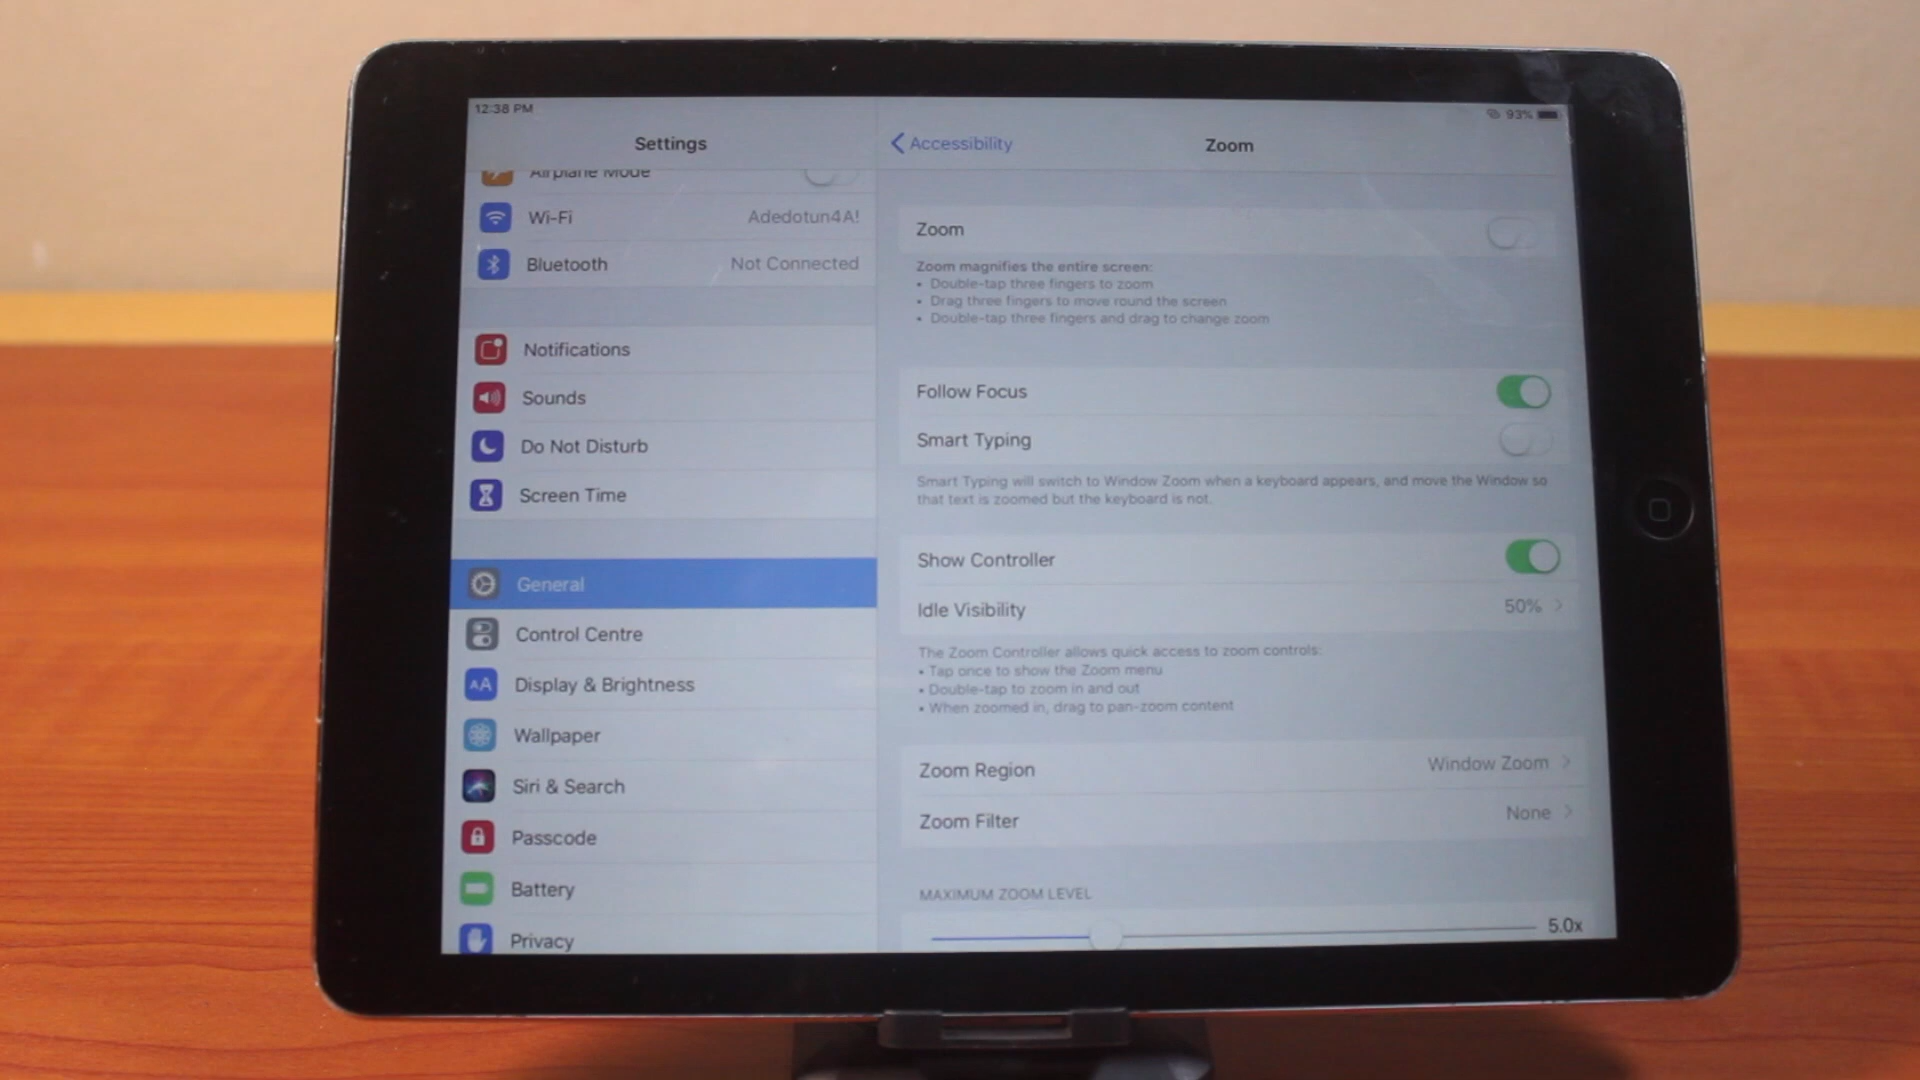 12:38 PM
93%
Settings
Airplane Mode
Wi-Fi Adedotun4A!
Bluetooth Not Connected
Notifications
Sounds
Do Not Disturb
Screen Time
General
Control Centre
AA Display & Brightness
Wallpaper
Siri & Search
Passcode
Battery
Privacy
Accessibility
Zoom
Zoom
Zoom magnifies the entire screen:
• Double-tap three fingers to zoom
• Drag three fingers to move round the screen
• Double-tap three fingers and drag to change zoom
Follow Focus
Smart Typing
Smart Typing will switch to Window Zoom when a keyboard appears, and move the Window so
that text is zoomed but the keyboard is not.
Show Controller
Idle Visibility 50%
The Zoom Controller allows quick access to zoom controls:
• Tap once to show the Zoom menu
• Double-tap to zoom in and out
• When zoomed in, drag to pan-zoom content
Zoom Region Window Zoom
Zoom Filter None
MAXIMUM ZOOM LEVEL
5.0x